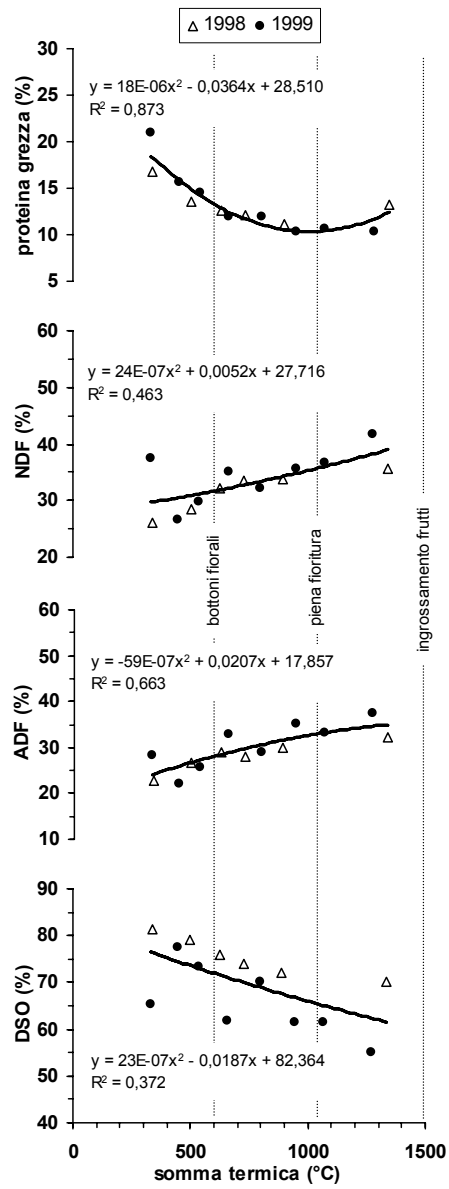 △ 1998 ● 1999
proteina grezza (%)
30
25
20
15
10
5
y = 18E-06x² - 0,0364x + 28,510
R² = 0,873
NDF (%)
60
50
40
30
20
y = 24E-07x² + 0,0052x + 27,716
R² = 0,463
bottoni fiorali
piena fioritura
ingrossamento frutti
ADF (%)
60
50
40
30
20
10
y = -59E-07x² + 0,0207x + 17,857
R² = 0,663
DSO (%)
90
80
70
60
50
40
y = 23E-07x² - 0,0187x + 82,364
R² = 0,372
0 500 1000 1500
somma termica (°C)